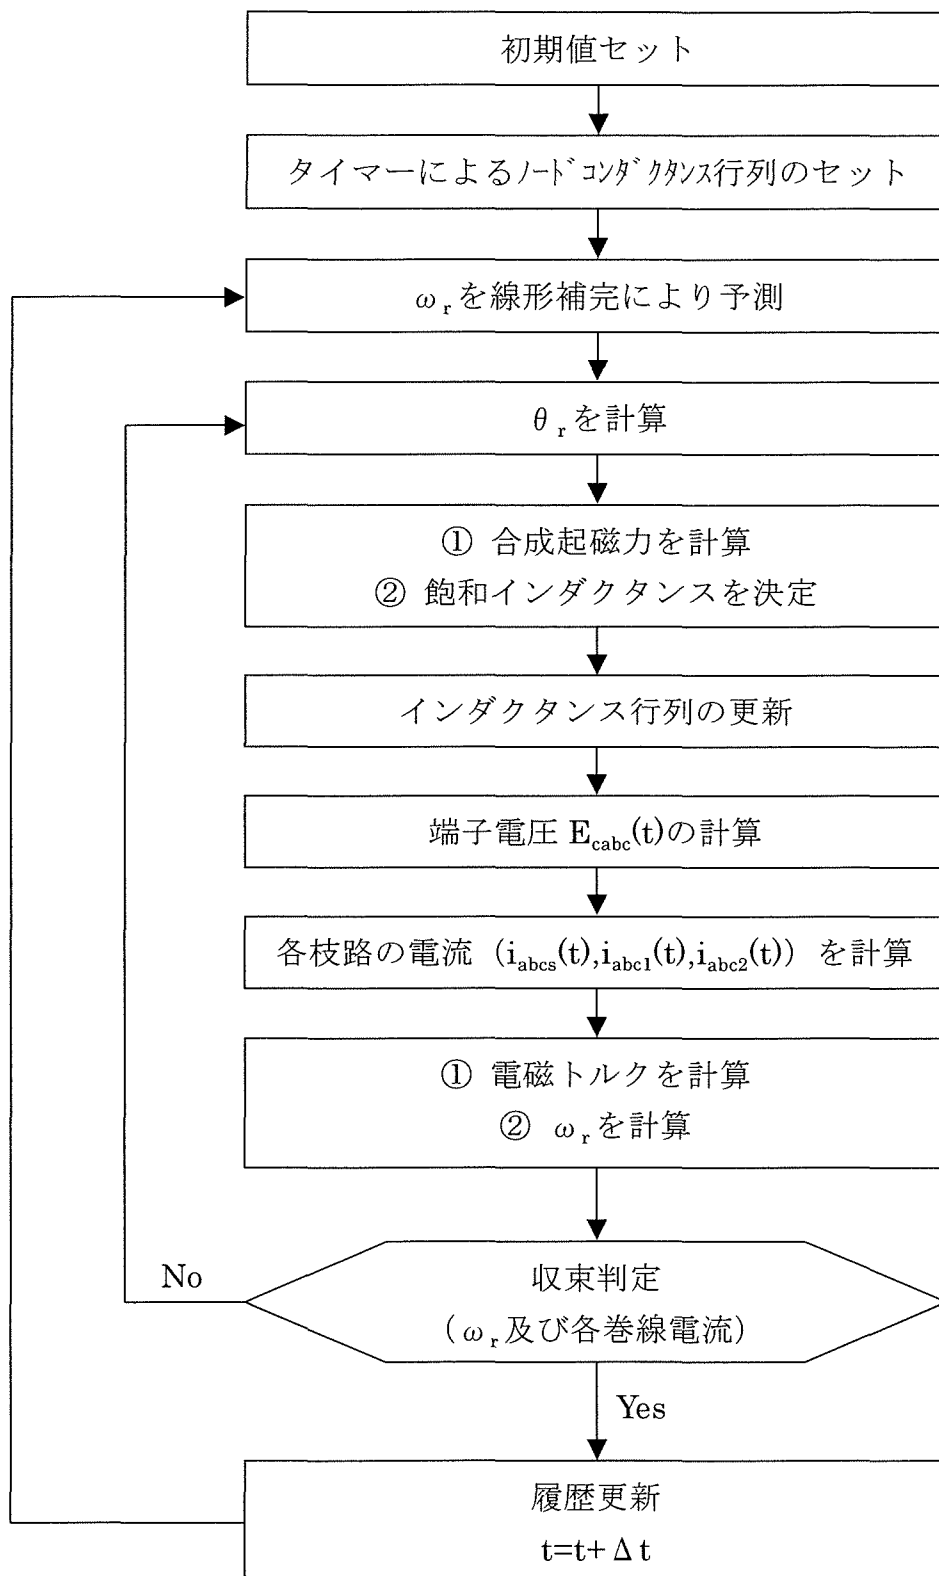 初期値セット
タイマーによるﾉｰﾄﾞｺﾝﾀﾞｸﾀﾝｽ行列のセット
ωrを線形補完により予測
θrを計算
① 合成起磁力を計算
② 飽和インダクタンスを決定
インダクタンス行列の更新
端子電圧 Ecabc(t)の計算
各枝路の電流（iabcs(t),iabc1(t),iabc2(t)）を計算
① 電磁トルクを計算
② ωrを計算
収束判定
（ωr及び各巻線電流）
No
Yes
履歴更新
t=t+Δt